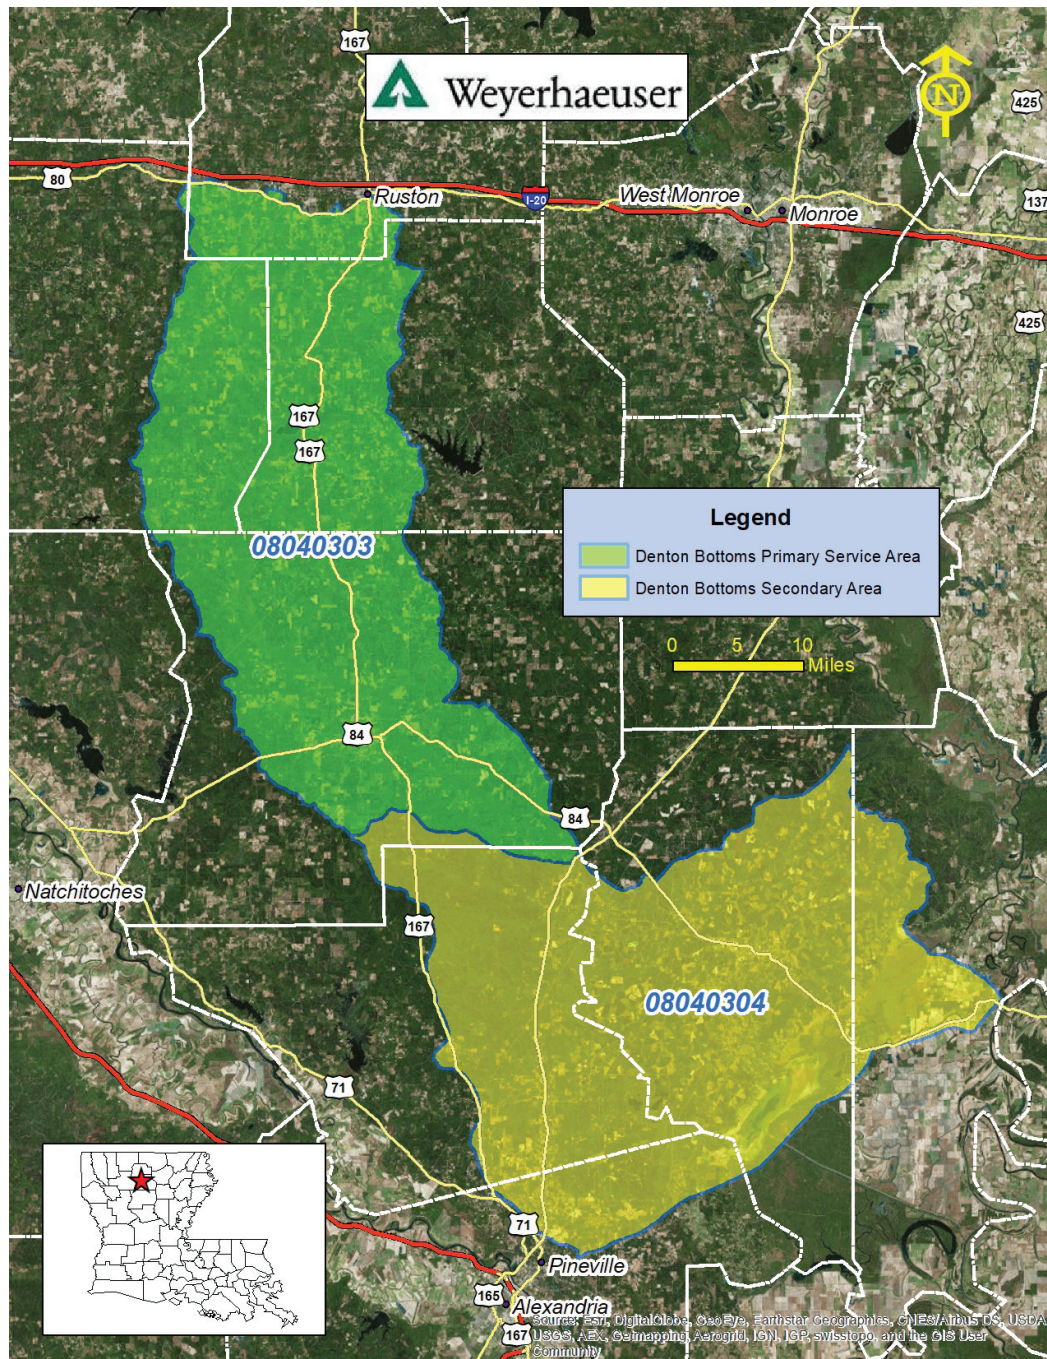 167
Weyerhaeuser
N
425
80
Ruston
I-20
West Monroe
Monroe
137
425
167
167
Legend
Denton Bottoms Primary Service Area
Denton Bottoms Secondary Area
08040303
0 5 10
Miles
84
84
Natchitoches
167
08040304
71
71
Pineville
165
Alexandria
167
Source: Esri, DigitalGlobe, GeoEye, Earthstar Geographics, CNES/Airbus DS, USDA,
USGS, AEX, Getmapping, Aerogrid, IGN, IGP, swisstopo, and the GIS User
Community